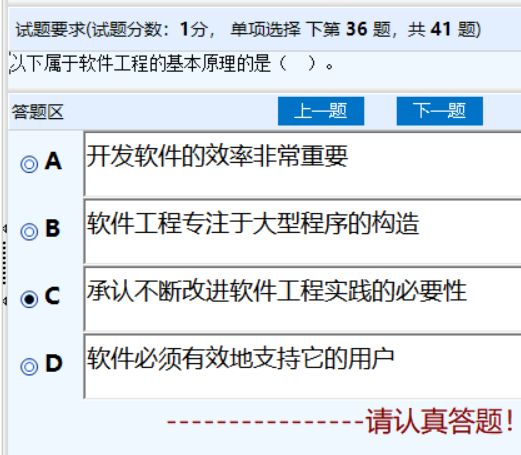 试题要求(试题分数：1分， 单项选择 下第 36 题，共 41 题)
以下属于软件工程的基本原理的是（  ）。
答题区 上一题 下一题
A 开发软件的效率非常重要
B 软件工程专注于大型程序的构造
C 承认不断改进软件工程实践的必要性
D 软件必须有效地支持它的用户
----------------请认真答题!